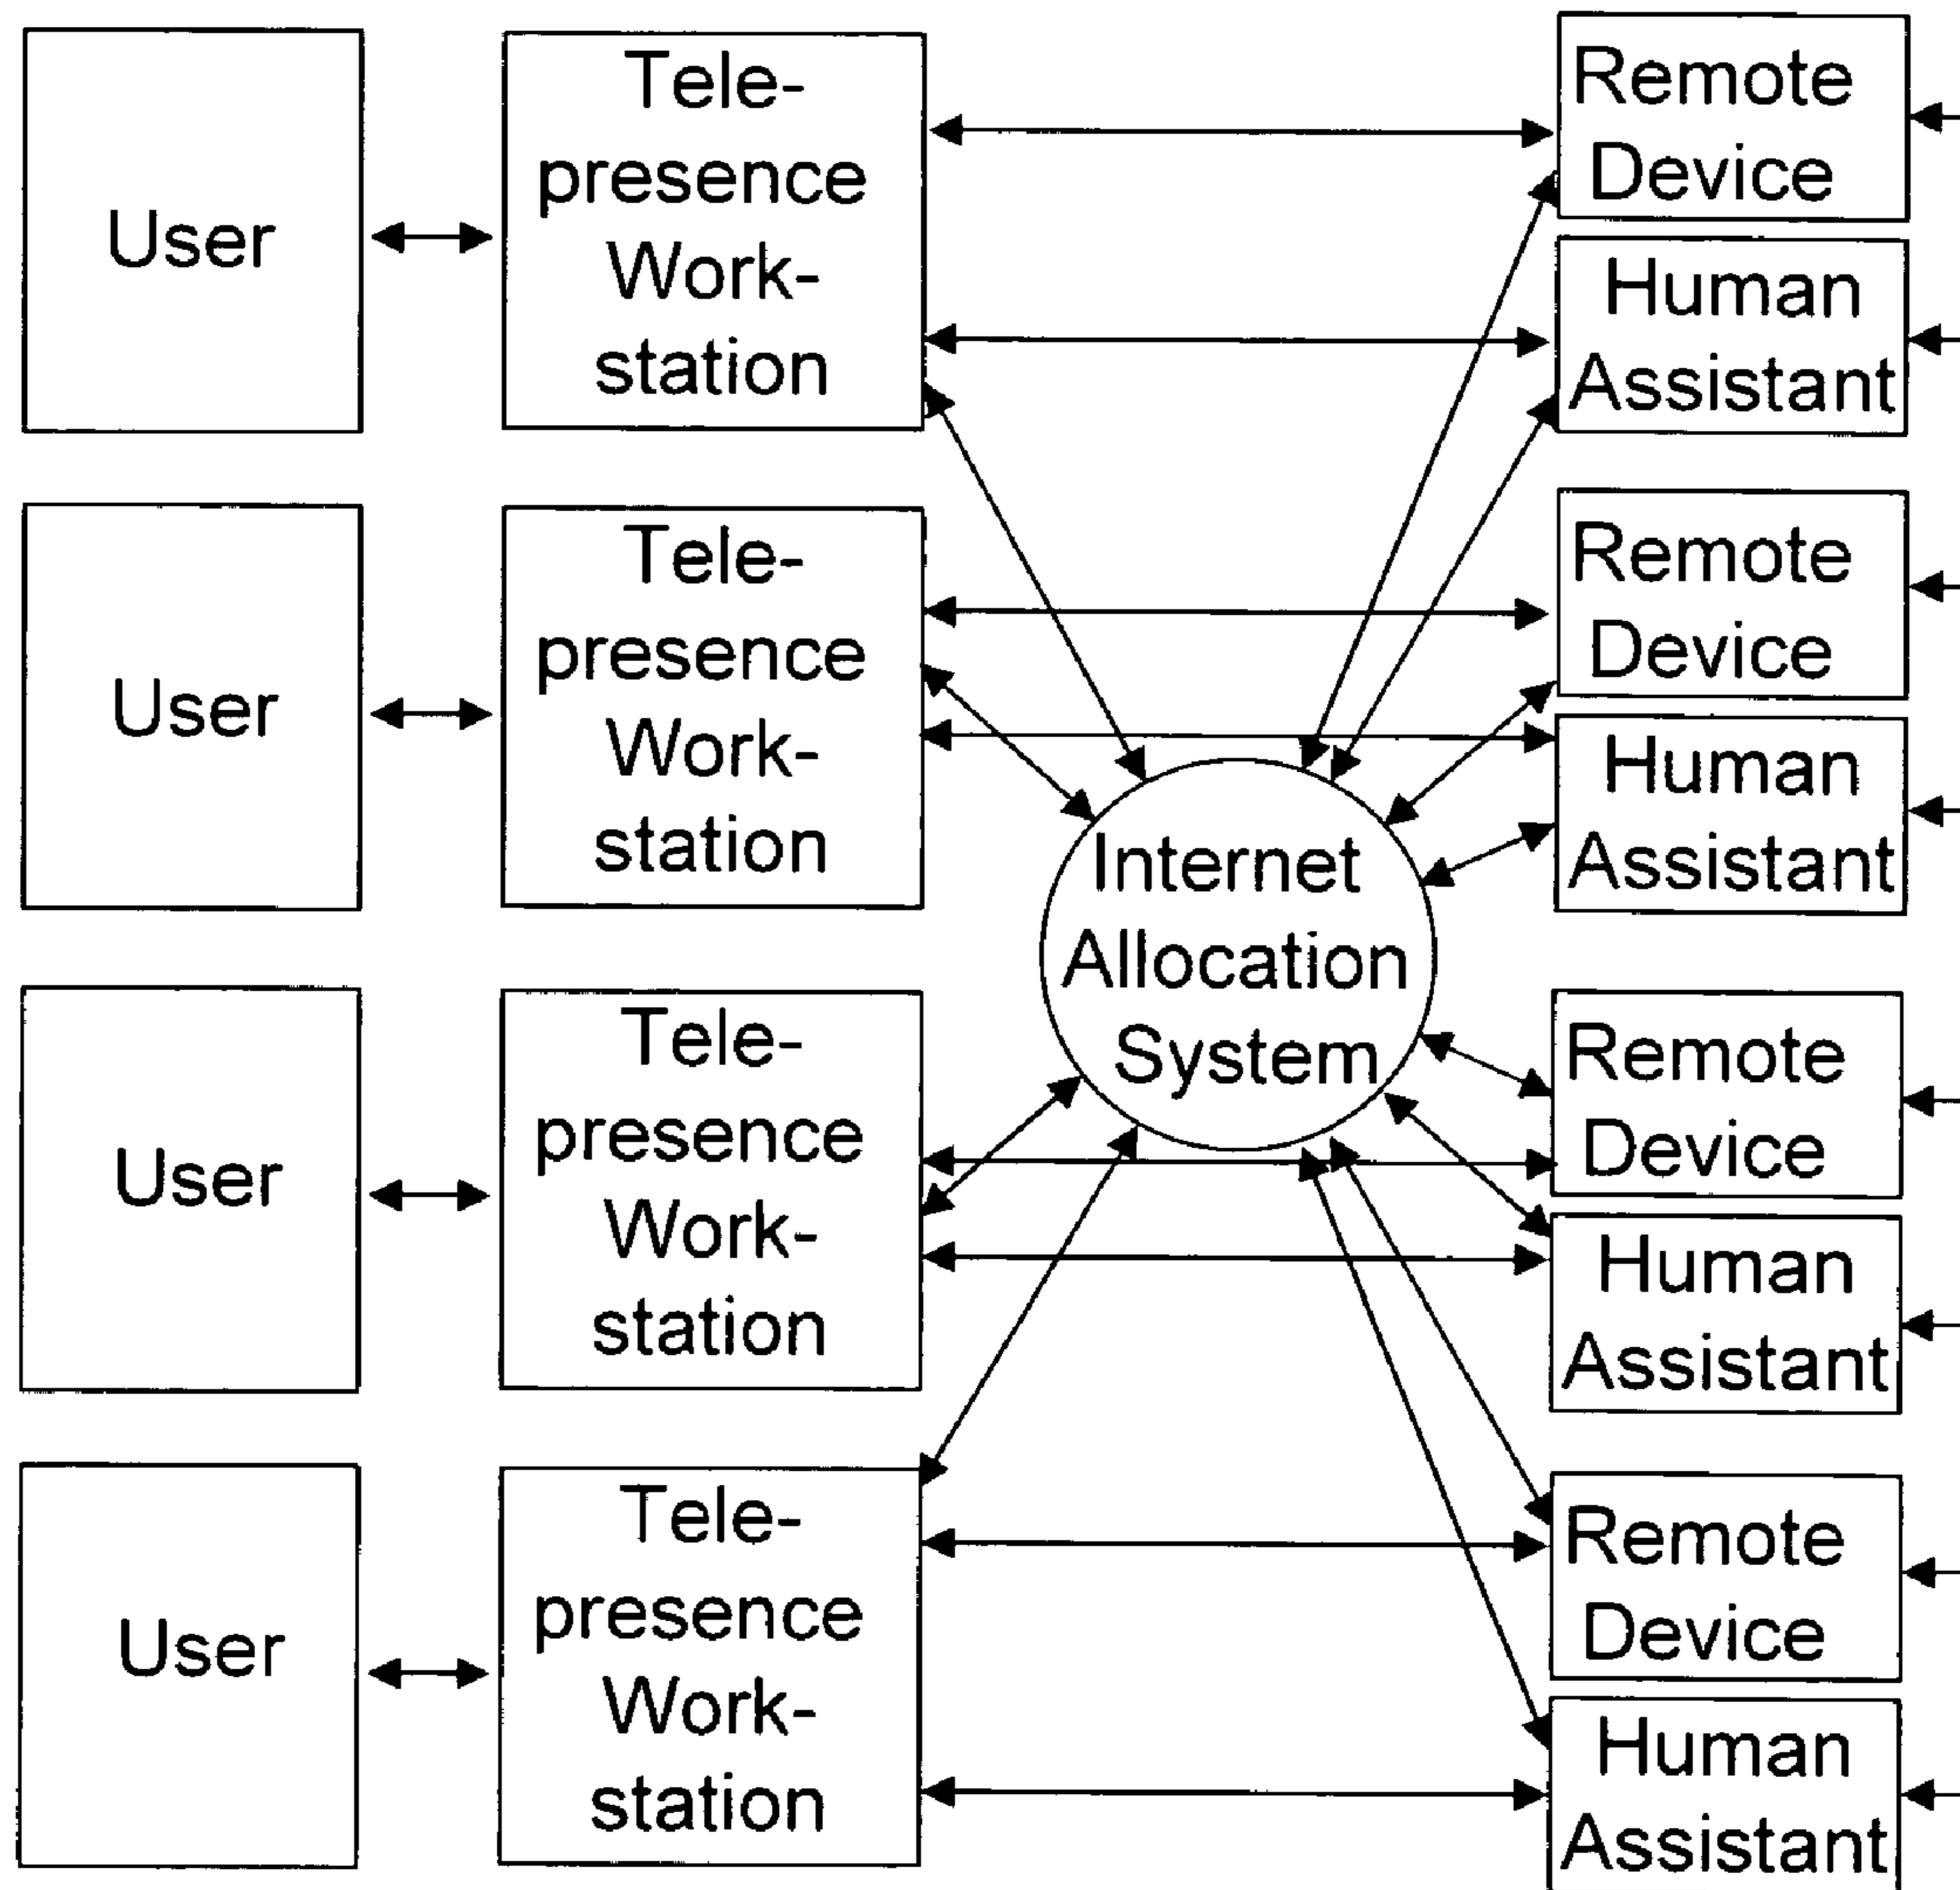 User
Tele-
presence
Work-
station
Remote
Device
Human
Assistant
User
Tele-
presence
Work-
station
Remote
Device
Human
Assistant
Internet
Allocation
System
User
Tele-
presence
Work-
station
Remote
Device
Human
Assistant
User
Tele-
presence
Work-
station
Remote
Device
Human
Assistant